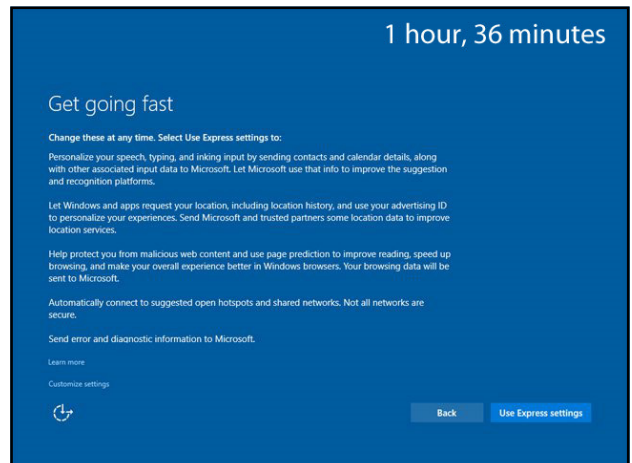 1 hour, 36 minutes
Get going fast
Change these at any time. Select Use Express settings to:
Personalize your speech, typing, and inking input by sending contacts and calendar details, along
with other associated input data to Microsoft. Let Microsoft use that info to improve the suggestion
and recognition platforms.
Let Windows and apps request your location, including location history, and use your advertising ID
to personalize your experiences. Send Microsoft and trusted partners some location data to improve
location services.
Help protect you from malicious web content and use page prediction to improve reading, speed up
browsing, and make your overall experience better in Windows browsers. Your browsing data will be
sent to Microsoft.
Automatically connect to suggested open hotspots and shared networks. Not all networks are
secure.
Send error and diagnostic information to Microsoft.
Learn more
Customize settings
Back Use Express settings